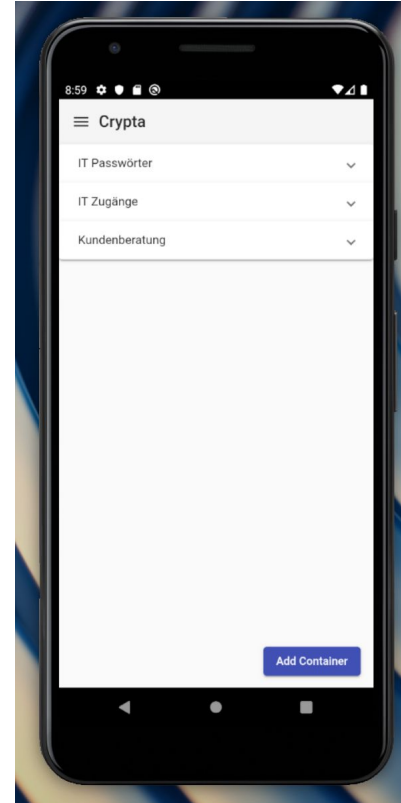 8:59
Crypta
IT Passwörter
IT Zugänge
Kundenberatung
Add Container